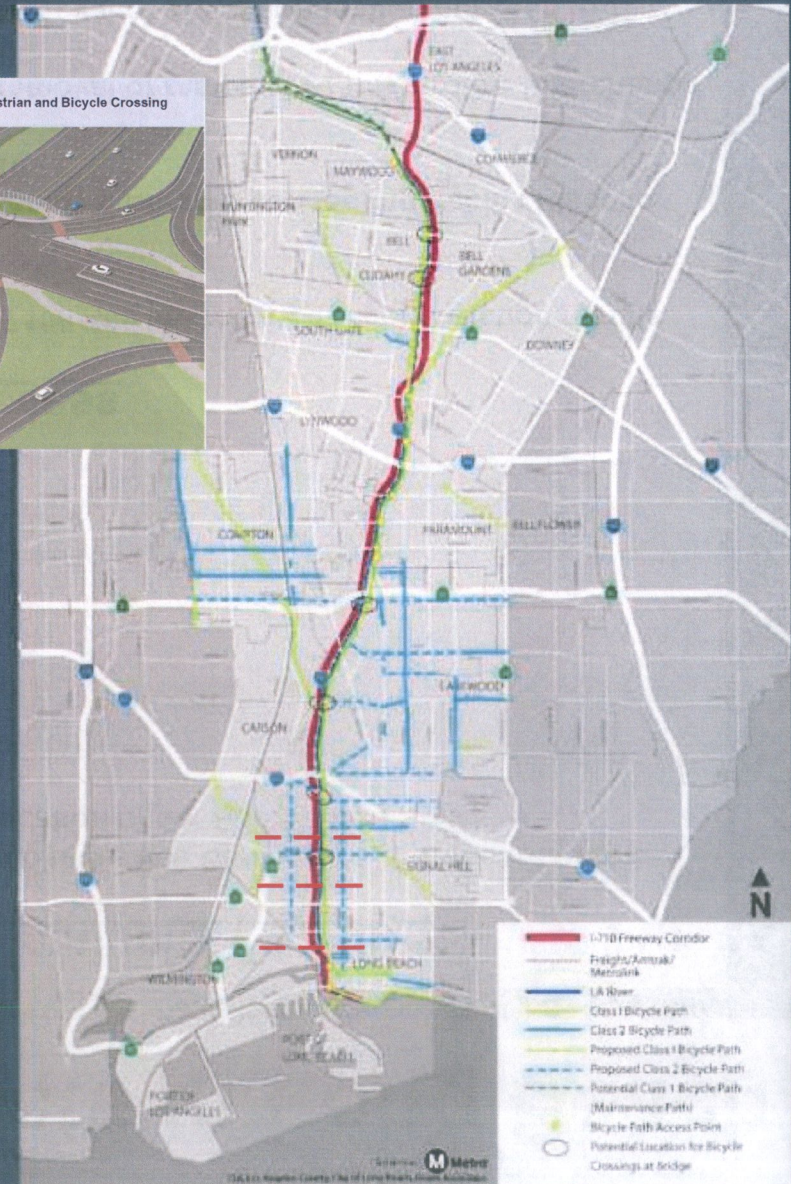 strian and Bicycle Crossing
EAST
LOS ANGELES
VERNON
MAYWOOD
COMMERCE
HUNTINGTON
PARK
BELL
BELL
GARDENS
CUDAHY
SOUTH GATE
DOWNEY
LYNWOOD
COMPTON
PARAMOUNT
BELLFLOWER
LAKEWOOD
CARSON
SIGNAL HILL
WILMINGTON
LONG BEACH
PORT OF
LONG BEACH
PORT OF
LOS ANGELES
N
I-710 Freeway Corridor
Freight/Amtrak/
Metrolink
LA River
Class I Bicycle Path
Class 2 Bicycle Path
Proposed Class I Bicycle Path
Proposed Class 2 Bicycle Path
Potential Class 1 Bicycle Path
(Maintenance Path)
Bicycle Path Access Point
Potential Location for Bicycle
Crossings at Bridge
M Metro